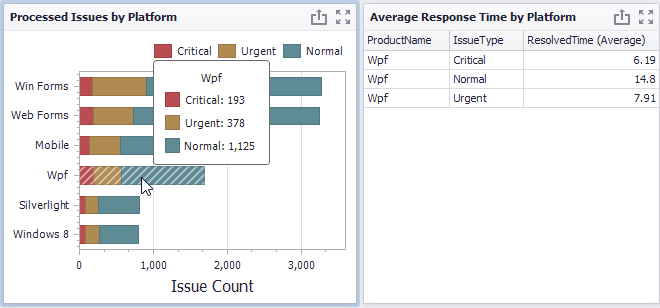 Processed Issues by Platform
Critical Urgent Normal
Win Forms
Web Forms
Mobile
Wpf
Silverlight
Windows 8
Wpf
Critical: 193
Urgent: 378
Normal: 1,125
0 1,000 2,000 3,000
Issue Count
Average Response Time by Platform
ProductName IssueType ResolvedTime (Average)
Wpf Critical 6.19
Wpf Normal 14.8
Wpf Urgent 7.91